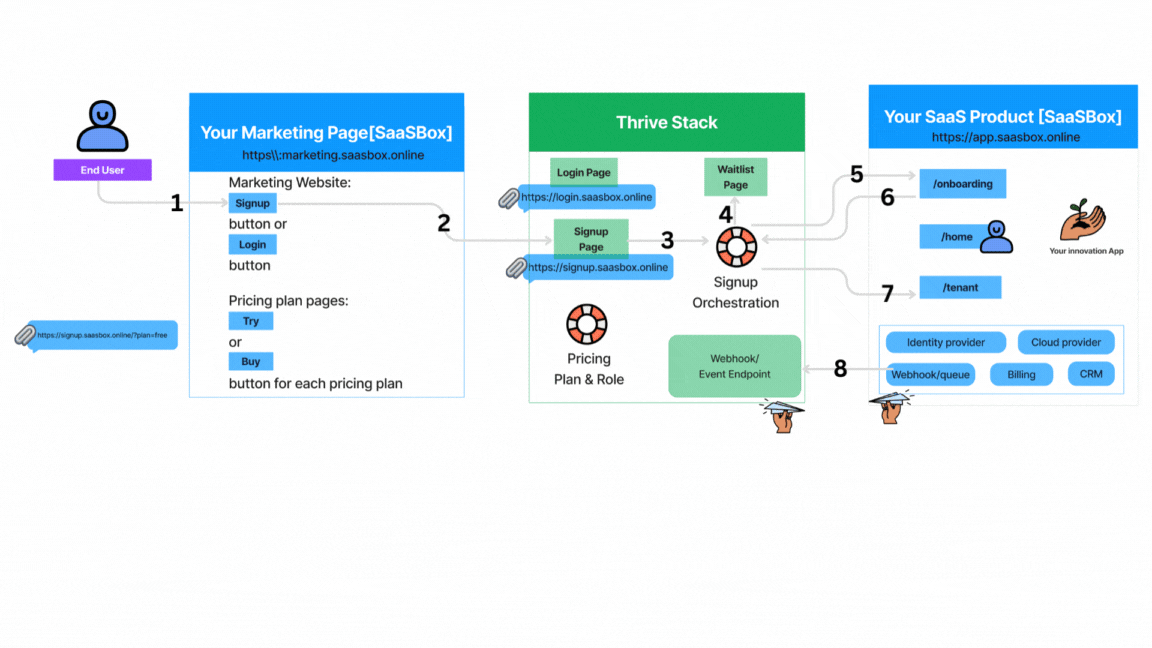 End User
https://signup.saasbox.online/?plan=free
Your Marketing Page[SaaSBox]
https\\:marketing.saasbox.online
Marketing Website:
Signup
button or
Login
button
Pricing plan pages:
Try
or
Buy
button for each pricing plan
1
2
Thrive Stack
Login Page
https://login.saasbox.online
Signup
Page
https://signup.saasbox.online
3
Waitlist
Page
4
Signup
Orchestration
Pricing
Plan & Role
Webhook/
Event Endpoint
5
6
7
8
Your SaaS Product [SaaSBox]
https://app.saasbox.online
/onboarding
/home
Your innovation App
/tenant
Identity provider
Cloud provider
Webhook/queue
Billing
CRM